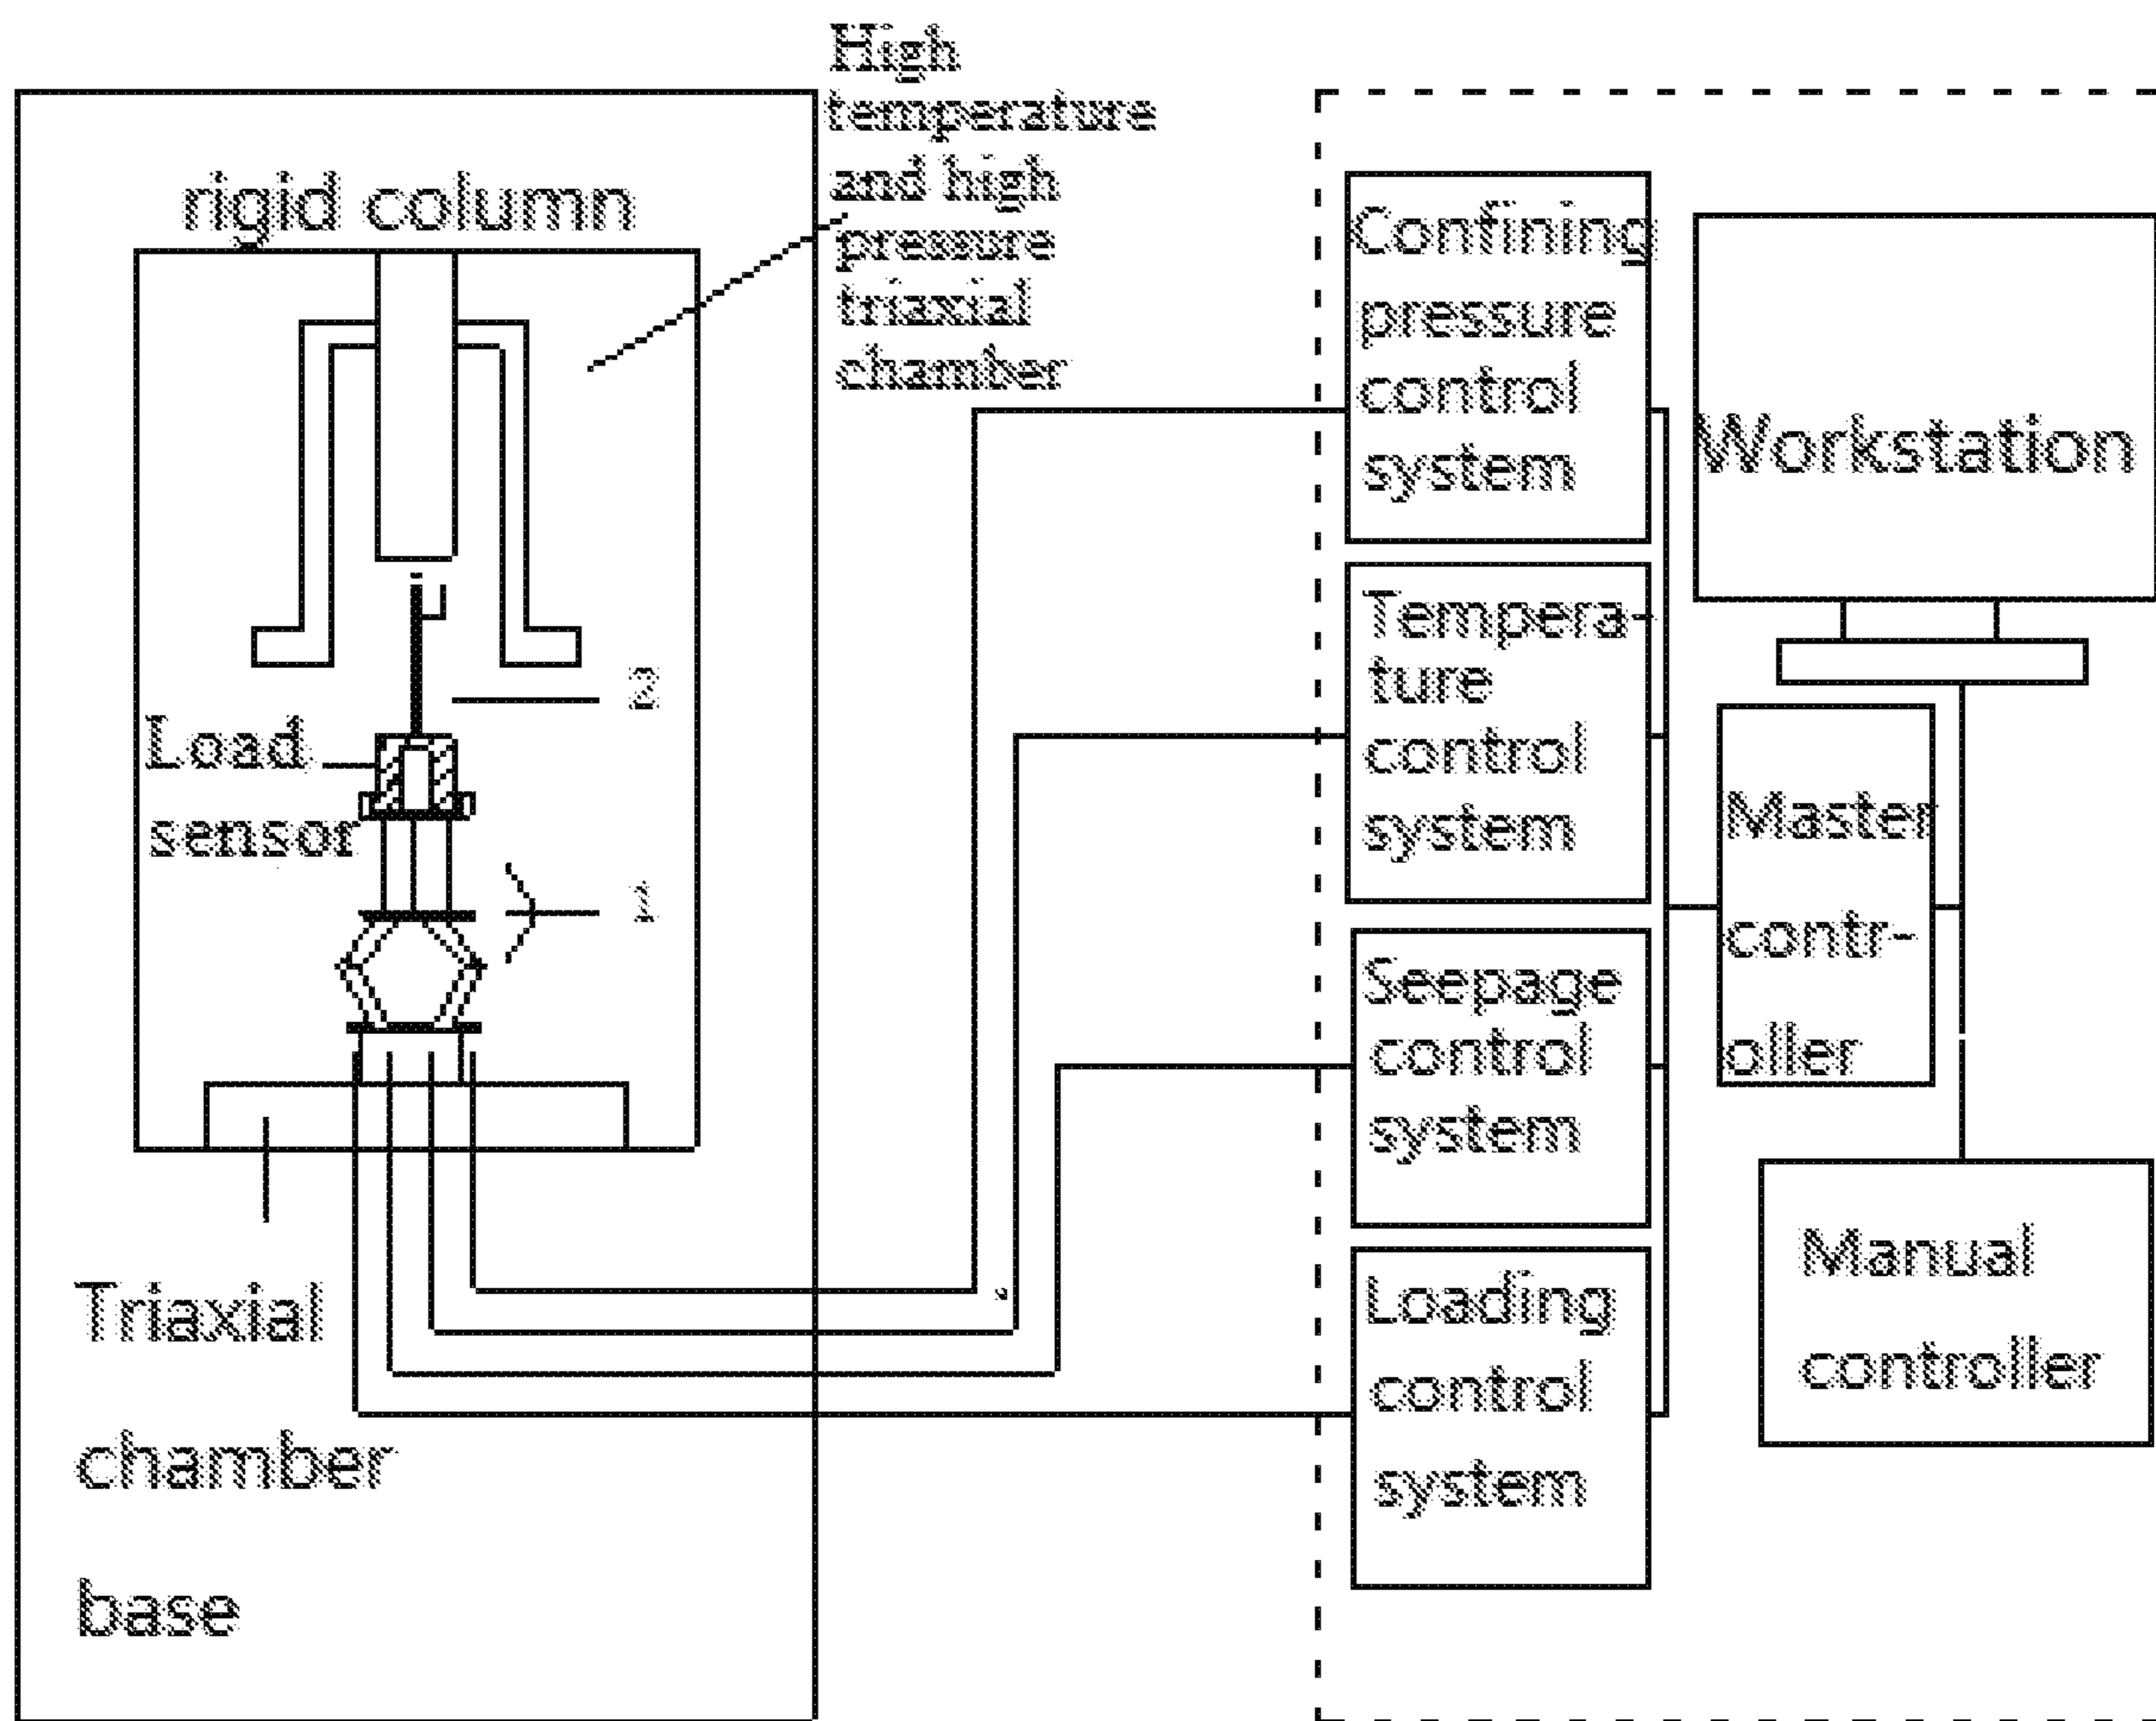 High
temperature
and high
pressure
triaxial
chamber
rigid column
Load
sensor
2
1
Triaxial
chamber
base
Confining
pressure
control
system
Tempera-
ture
control
system
Seepage
control
system
Loading
control
system
Workstation
Master
contr-
oller
Manual
controller